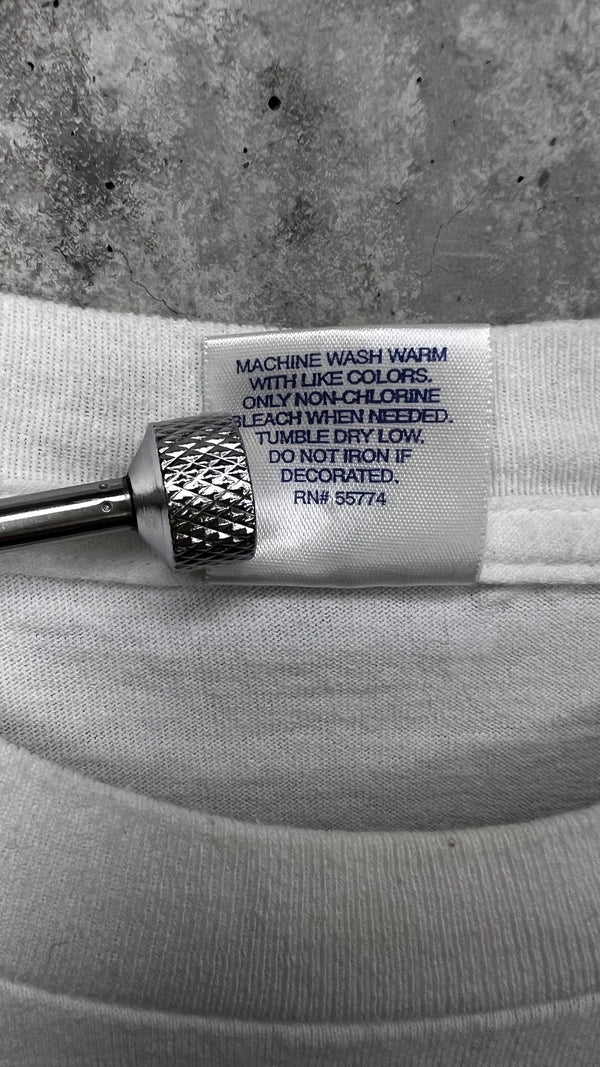 MACHINE WASH WARM
WITH LIKE COLORS.
ONLY NON-CHLORINE
BLEACH WHEN NEEDED.
TUMBLE DRY LOW.
DO NOT IRON IF
DECORATED.
RN# 55774